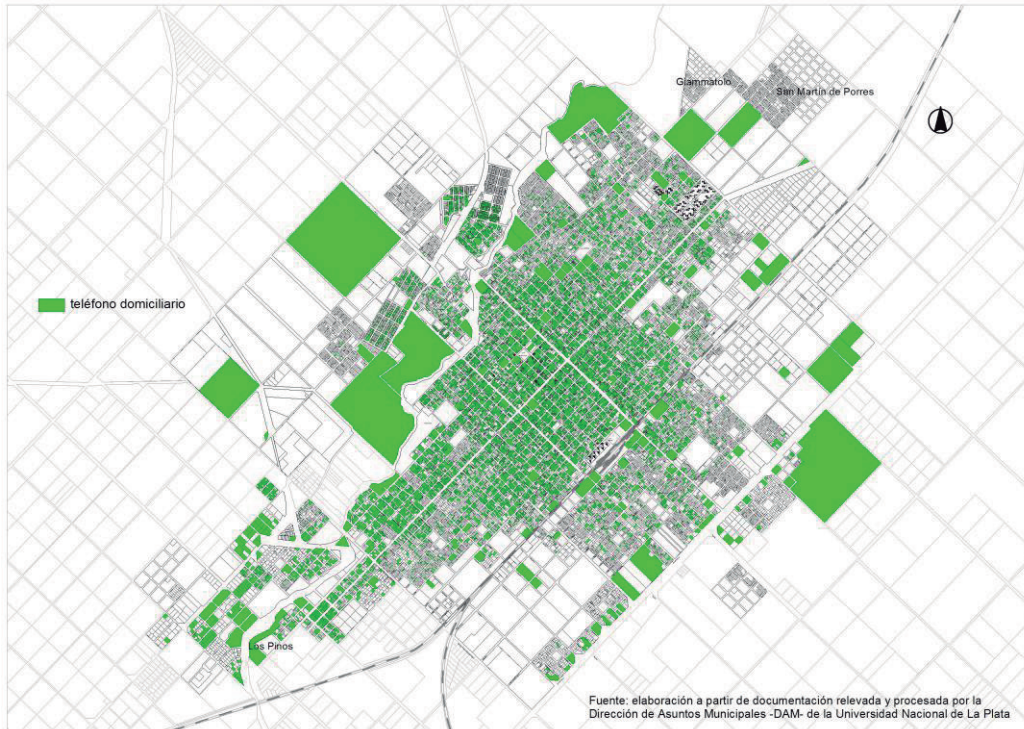 Giammátolo
San Martín de Porres
teléfono domiciliario
Los Pinos
Fuente: elaboración a partir de documentación relevada y procesada por la
Dirección de Asuntos Municipales -DAM- de la Universidad Nacional de La Plata